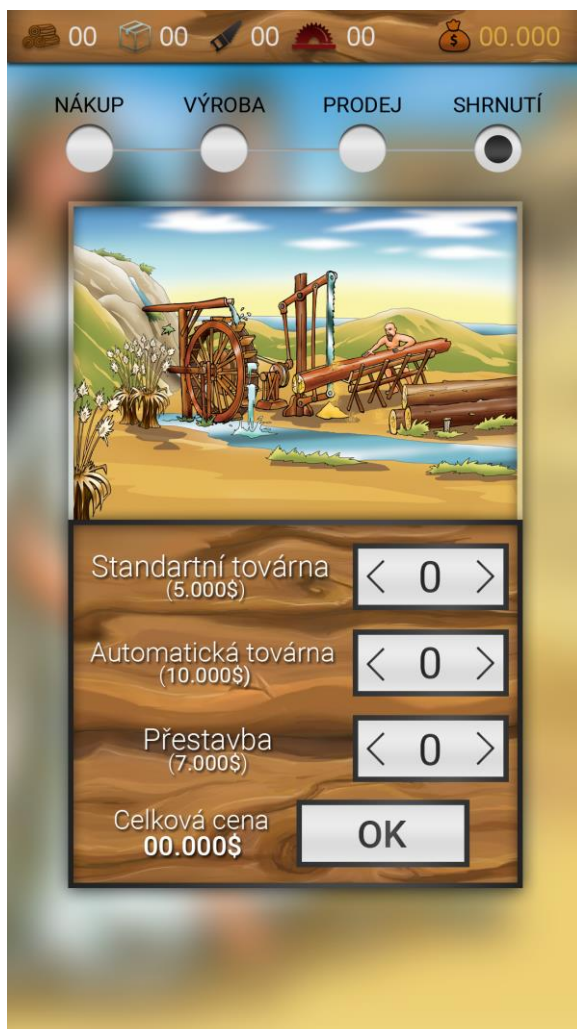 00 00 00 00 00.000
NÁKUP VÝROBA PRODEJ SHRNUTÍ
Standartní továrna
(5.000$)
< 0 >
Automatická továrna
(10.000$)
< 0 >
Přestavba
(7.000$)
< 0 >
Celková cena
00.000$
OK